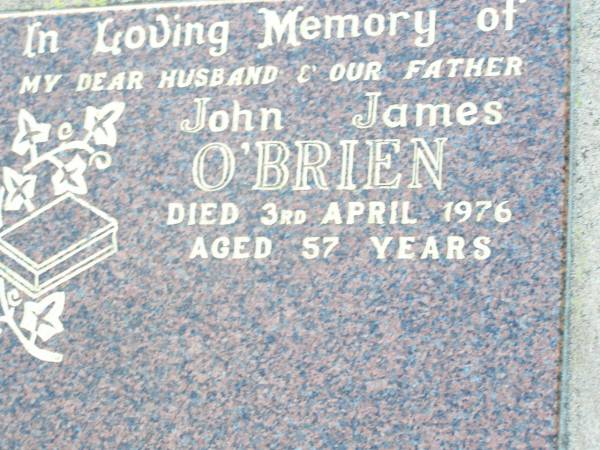 In Loving Memory of
MY DEAR HUSBAND & OUR FATHER
John James
O'BRIEN
DIED 3RD APRIL 1976
AGED 57 YEARS